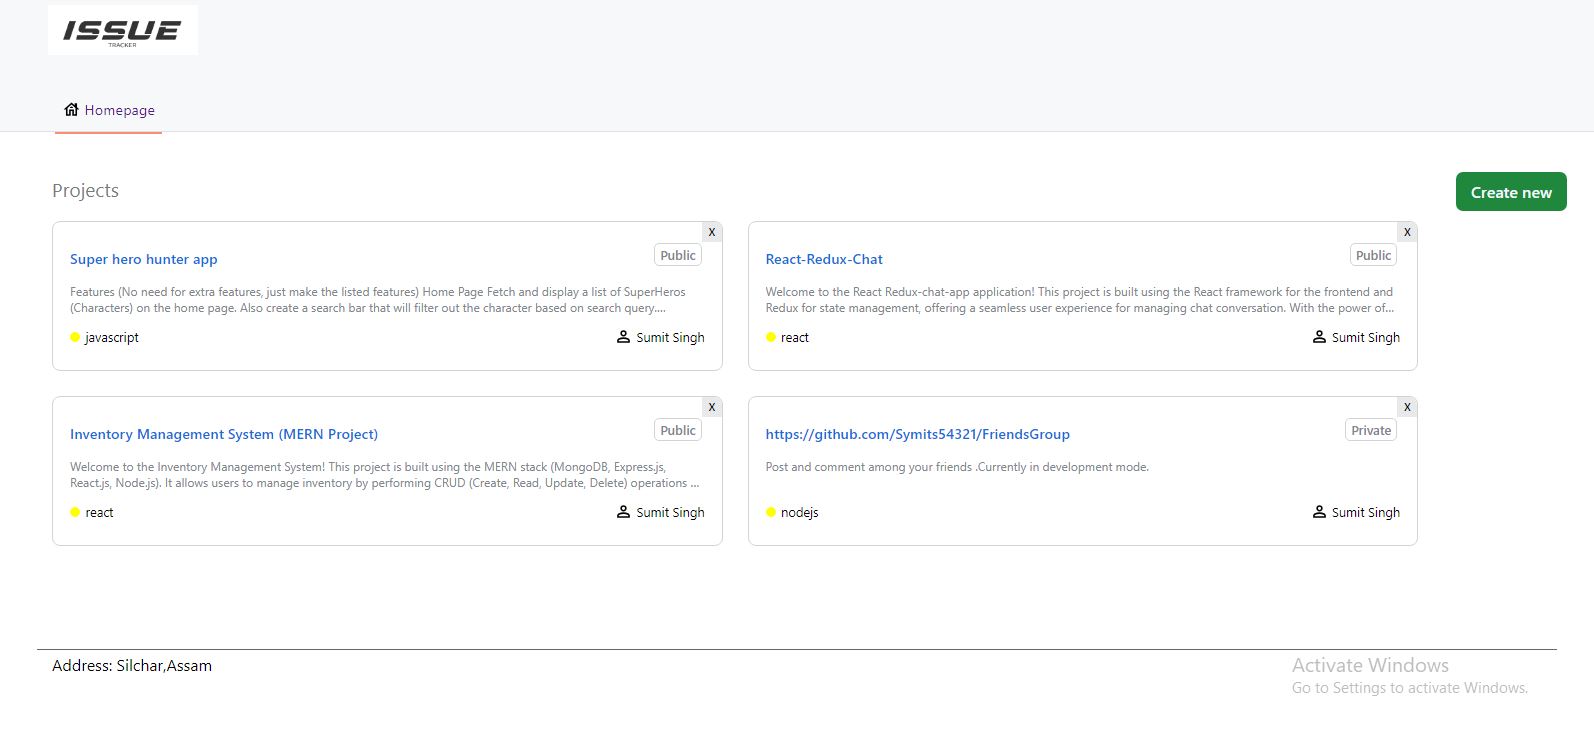 ISSUE
TRACKER
Homepage
Projects
Create new
X
Super hero hunter app
Public
Features (No need for extra features, just make the listed features) Home Page Fetch and display a list of SuperHeros
(Characters) on the home page. Also create a search bar that will filter out the character based on search query....
javascript
Sumit Singh
X
React-Redux-Chat
Public
Welcome to the React Redux-chat-app application! This project is built using the React framework for the frontend and
Redux for state management, offering a seamless user experience for managing chat conversation. With the power of...
react
Sumit Singh
X
Inventory Management System (MERN Project)
Public
Welcome to the Inventory Management System! This project is built using the MERN stack (MongoDB, Express.js,
React.js, Node.js). It allows users to manage inventory by performing CRUD (Create, Read, Update, Delete) operations ...
react
Sumit Singh
X
https://github.com/Symits54321/FriendsGroup
Private
Post and comment among your friends .Currently in development mode.
nodejs
Sumit Singh
Address: Silchar,Assam
Activate Windows
Go to Settings to activate Windows.